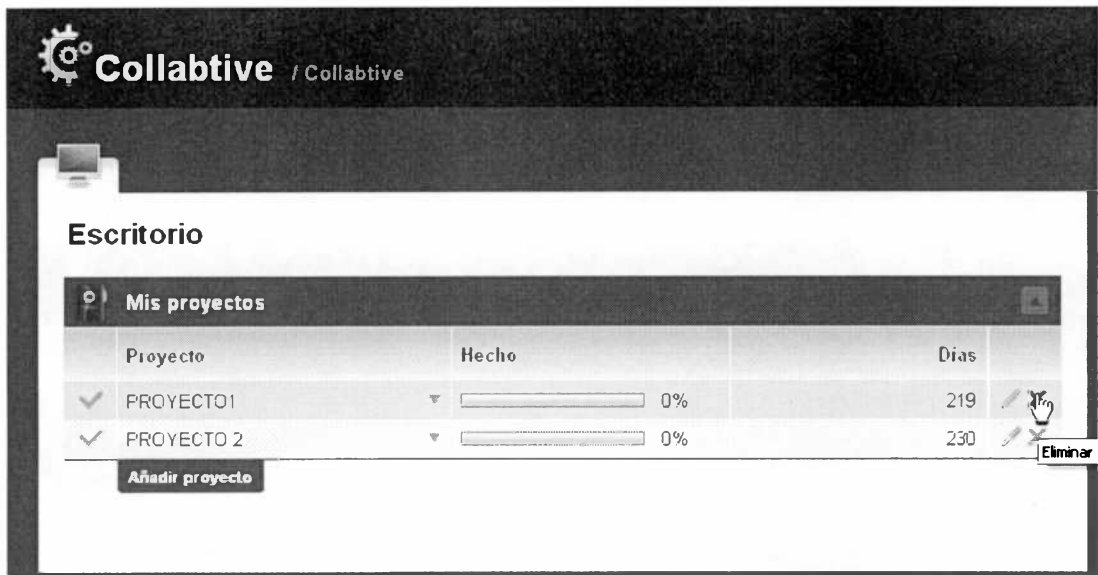 Collabtive / Collabtive
Escritorio
Mis proyectos
Proyecto Hecho Días
PROYECTO1 0% 219
PROYECTO 2 0% 230
Eliminar
Añadir proyecto